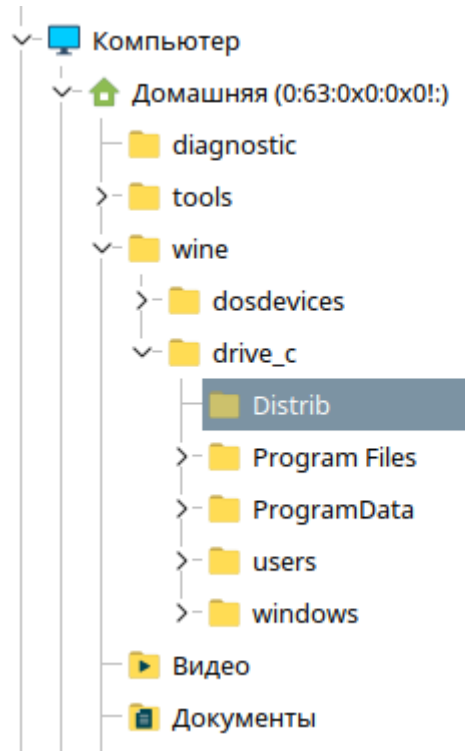 Компьютер
Домашняя (0:63:0x0:0x0!:)
diagnostic
tools
wine
dosdevices
drive_c
Distrib
Program Files
ProgramData
users
windows
Видео
Документы